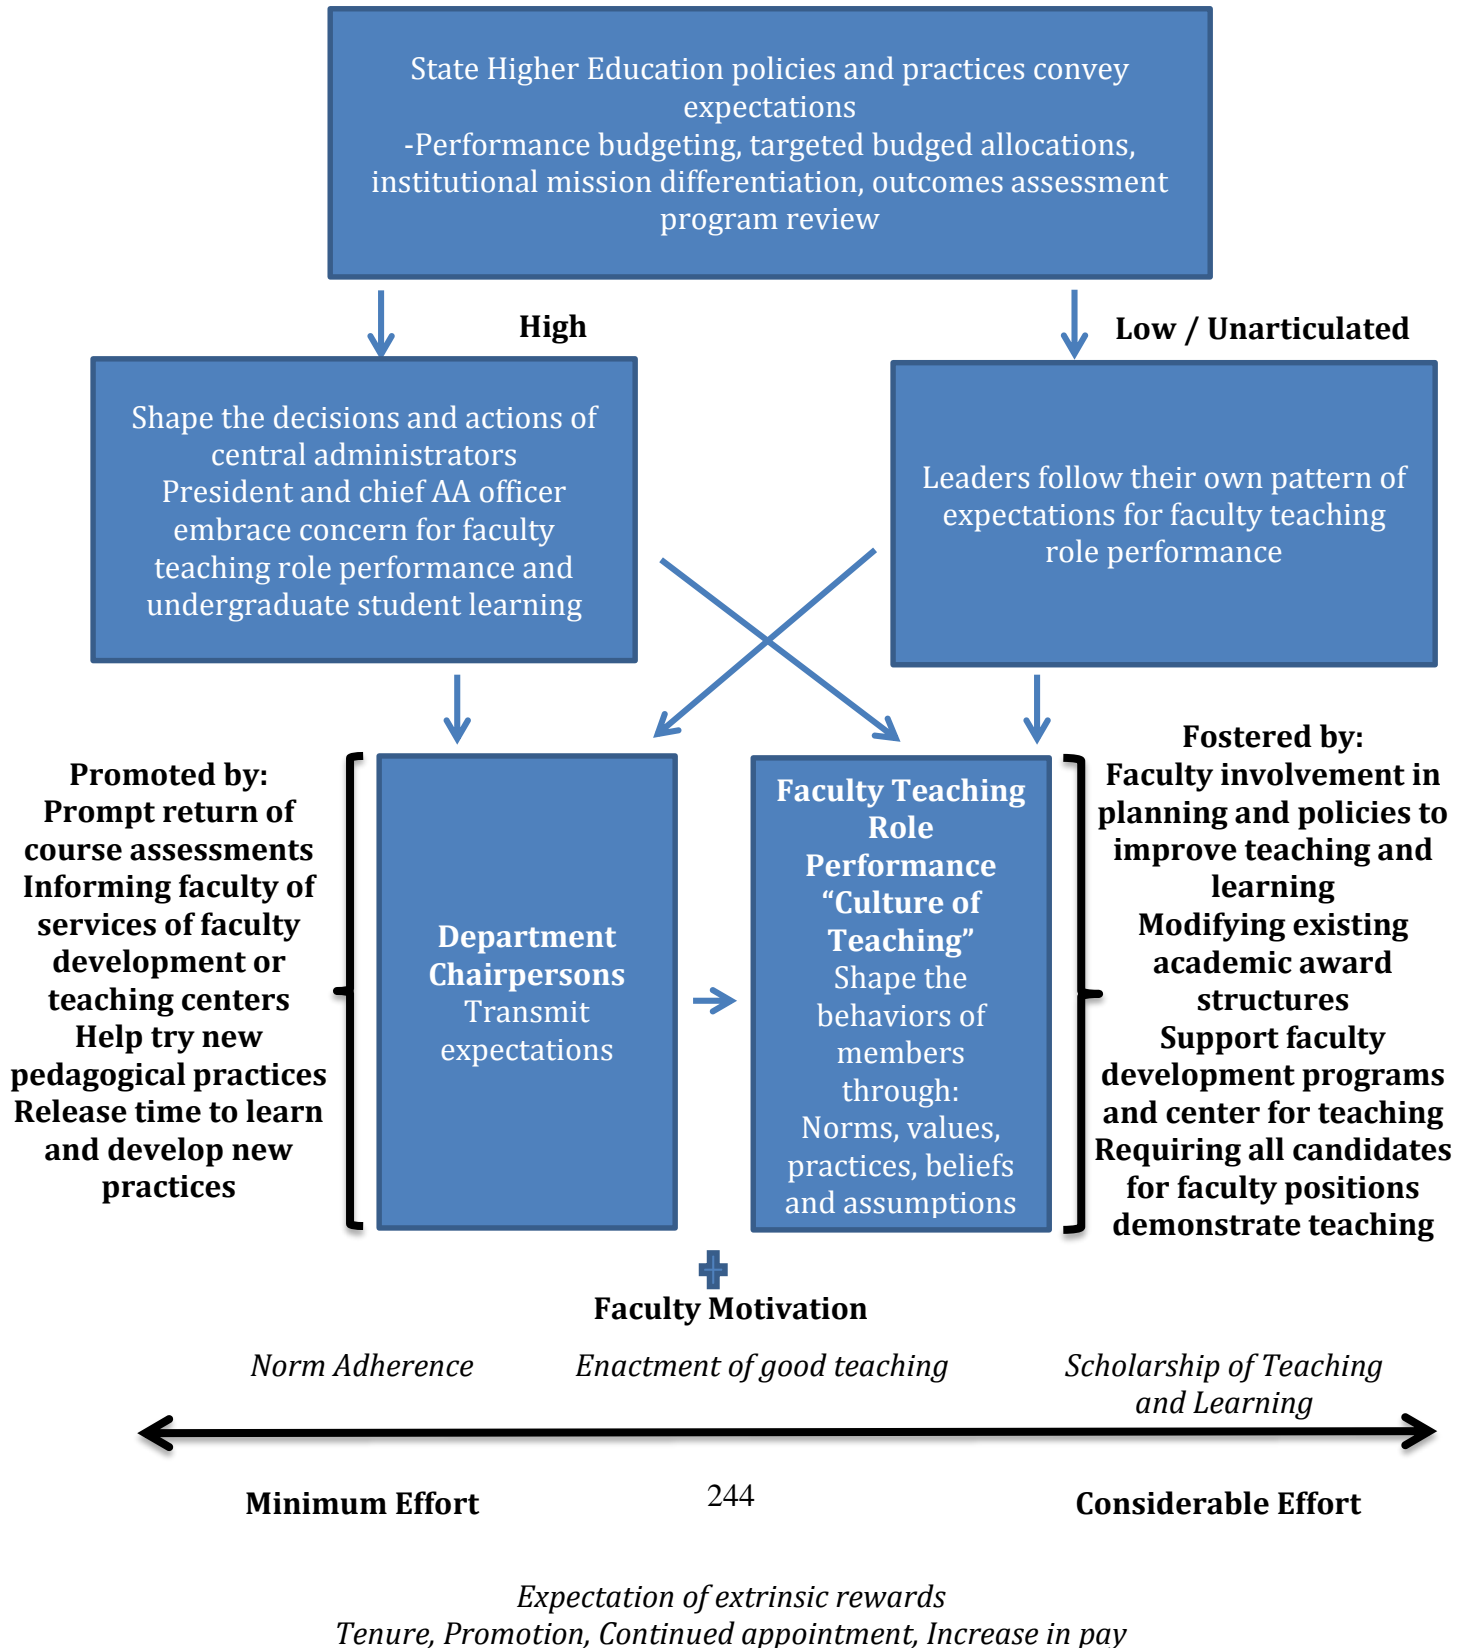 State Higher Education policies and practices convey
expectations
-Performance budgeting, targeted budged allocations,
institutional mission differentiation, outcomes assessment
program review
High
Low / Unarticulated
Shape the decisions and actions of
central administrators
President and chief AA officer
embrace concern for faculty
teaching role performance and
undergraduate student learning
Leaders follow their own pattern of
expectations for faculty teaching
role performance
Promoted by:
Prompt return of
course assessments
Informing faculty of
services of faculty
development or
teaching centers
Help try new
pedagogical practices
Release time to learn
and develop new
practices
Department
Chairpersons
Transmit
expectations
Faculty Teaching
Role
Performance
“Culture of
Teaching”
Shape the
behaviors of
members
through:
Norms, values,
practices, beliefs
and assumptions
Fostered by:
Faculty involvement in
planning and policies to
improve teaching and
learning
Modifying existing
academic award
structures
Support faculty
development programs
and center for teaching
Requiring all candidates
for faculty positions
demonstrate teaching
Faculty Motivation
Norm Adherence
Enactment of good teaching
Scholarship of Teaching
and Learning
Minimum Effort
244
Considerable Effort
Expectation of extrinsic rewards
Tenure, Promotion, Continued appointment, Increase in pay